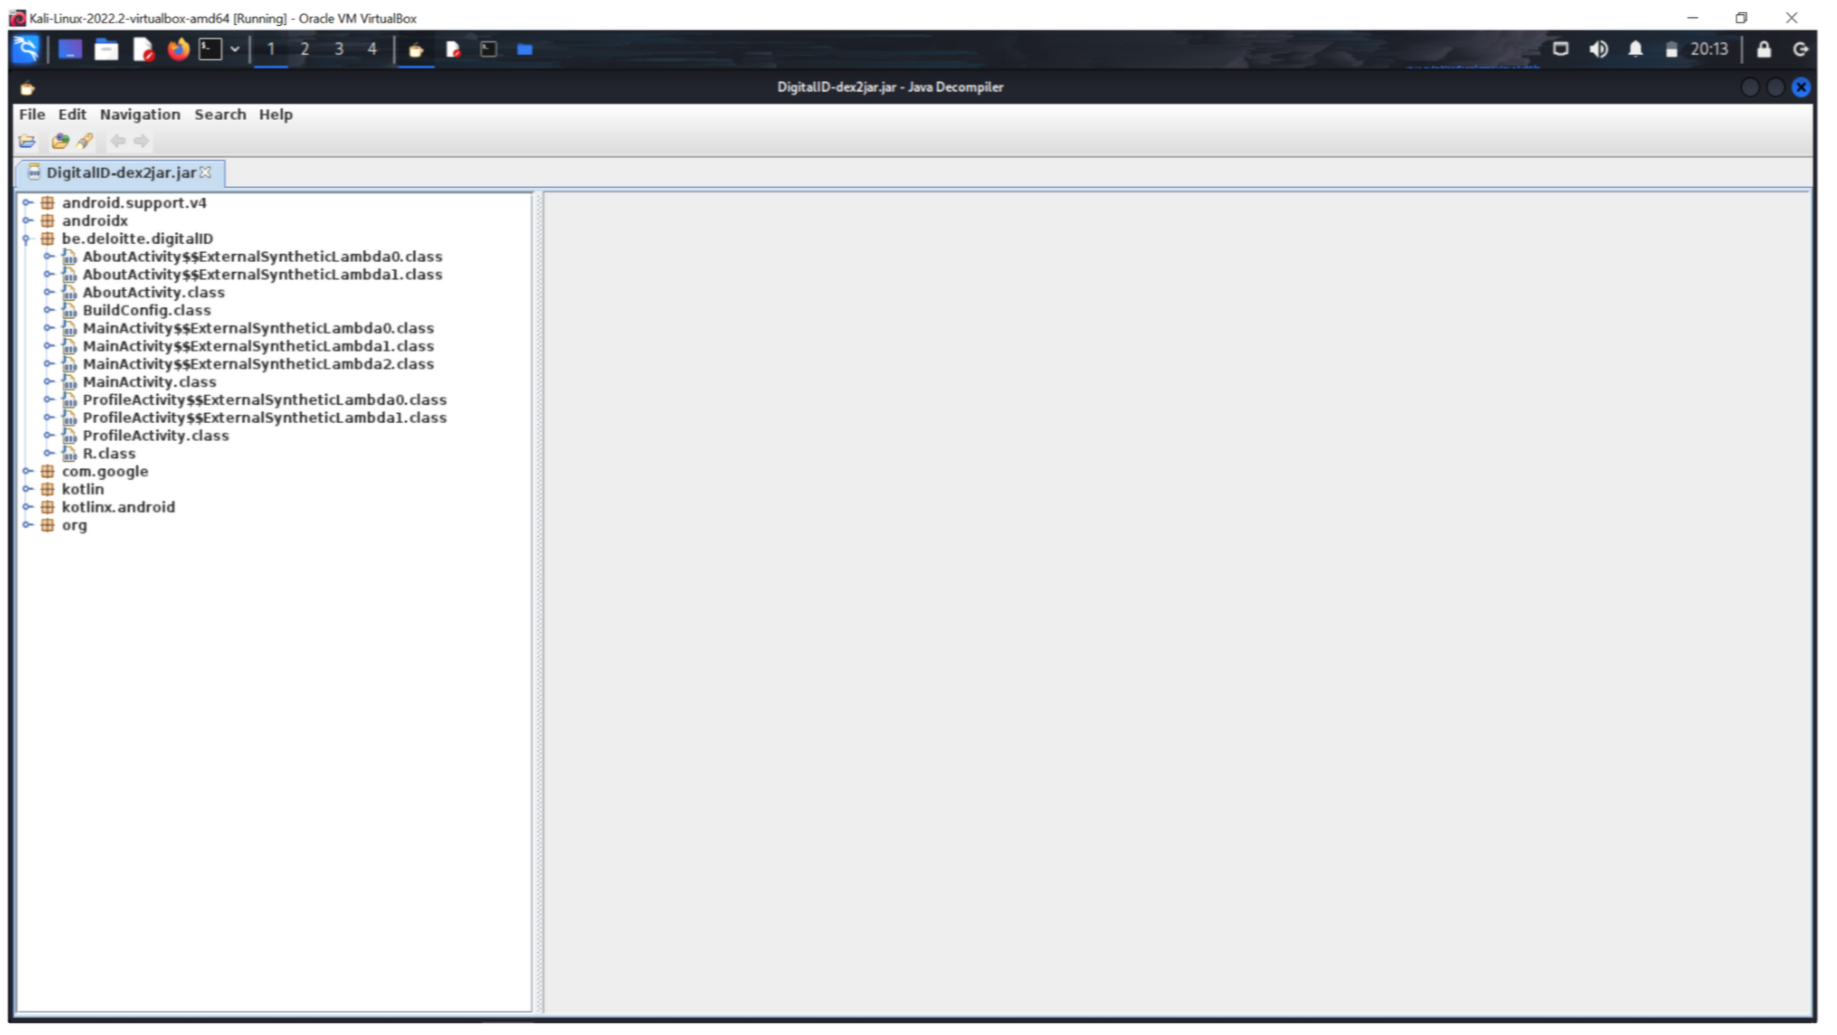 Kali-Linux-2022.2-virtualbox-amd64 [Running] - Oracle VM VirtualBox
1 2 3 4 20:13
DigitalID-dex2jar.jar - Java Decompiler
File Edit Navigation Search Help
DigitalID-dex2jar.jar
android.support.v4
androidx
be.deloitte.digitalID
AboutActivity$$ExternalSyntheticLambda0.class
AboutActivity$$ExternalSyntheticLambda1.class
AboutActivity.class
BuildConfig.class
MainActivity$$ExternalSyntheticLambda0.class
MainActivity$$ExternalSyntheticLambda1.class
MainActivity$$ExternalSyntheticLambda2.class
MainActivity.class
ProfileActivity$$ExternalSyntheticLambda0.class
ProfileActivity$$ExternalSyntheticLambda1.class
ProfileActivity.class
R.class
com.google
kotlin
kotlinx.android
org